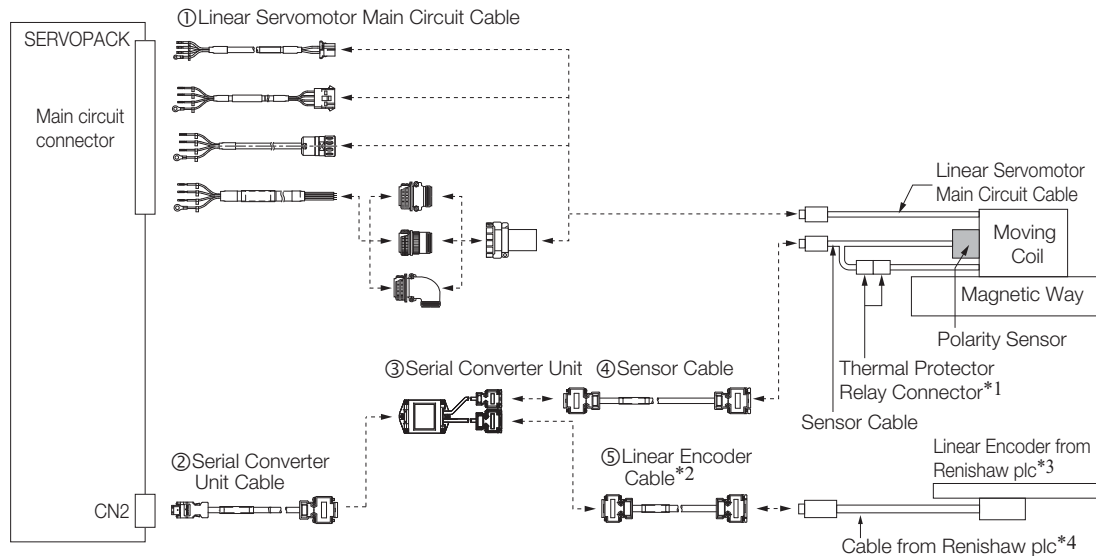 ①Linear Servomotor Main Circuit Cable
SERVOPACK
Main circuit
connector
Linear Servomotor
Main Circuit Cable
Moving
Coil
Magnetic Way
Polarity Sensor
Thermal Protector
Relay Connector*1
Sensor Cable
③Serial Converter Unit
④Sensor Cable
②Serial Converter
Unit Cable
⑤Linear Encoder
Cable*2
Linear Encoder from
Renishaw plc*3
CN2
Cable from Renishaw plc*4